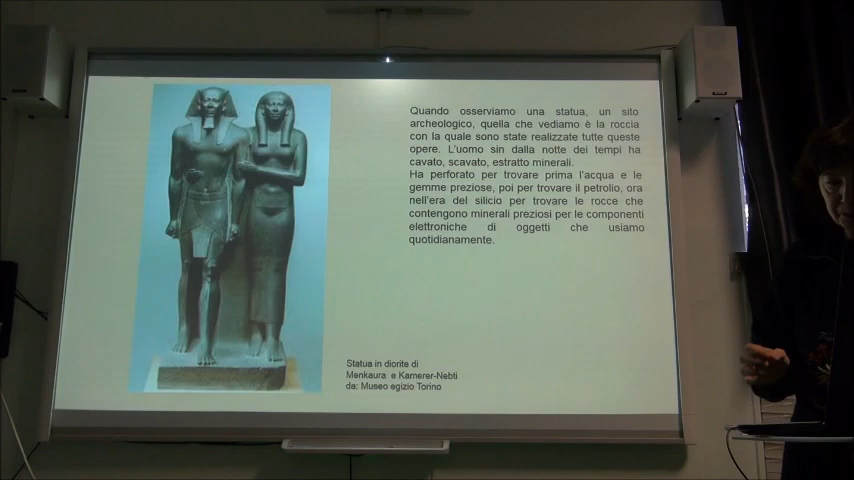 Quando osserviamo una statua, un sito
archeologico, quella che vediamo è la roccia
con la quale sono state realizzate tutte queste
opere. L'uomo sin dalla notte dei tempi ha
cavato, scavato, estratto minerali.
Ha perforato per trovare prima l'acqua e le
gemme preziose, poi per trovare il petrolio, ora
nell'era del silicio per trovare le rocce che
contengono minerali preziosi per le componenti
elettroniche di oggetti che usiamo
quotidianamente.
Statua in diorite di
Menkaura e Kamerer-Nebti
da: Museo egizio Torino